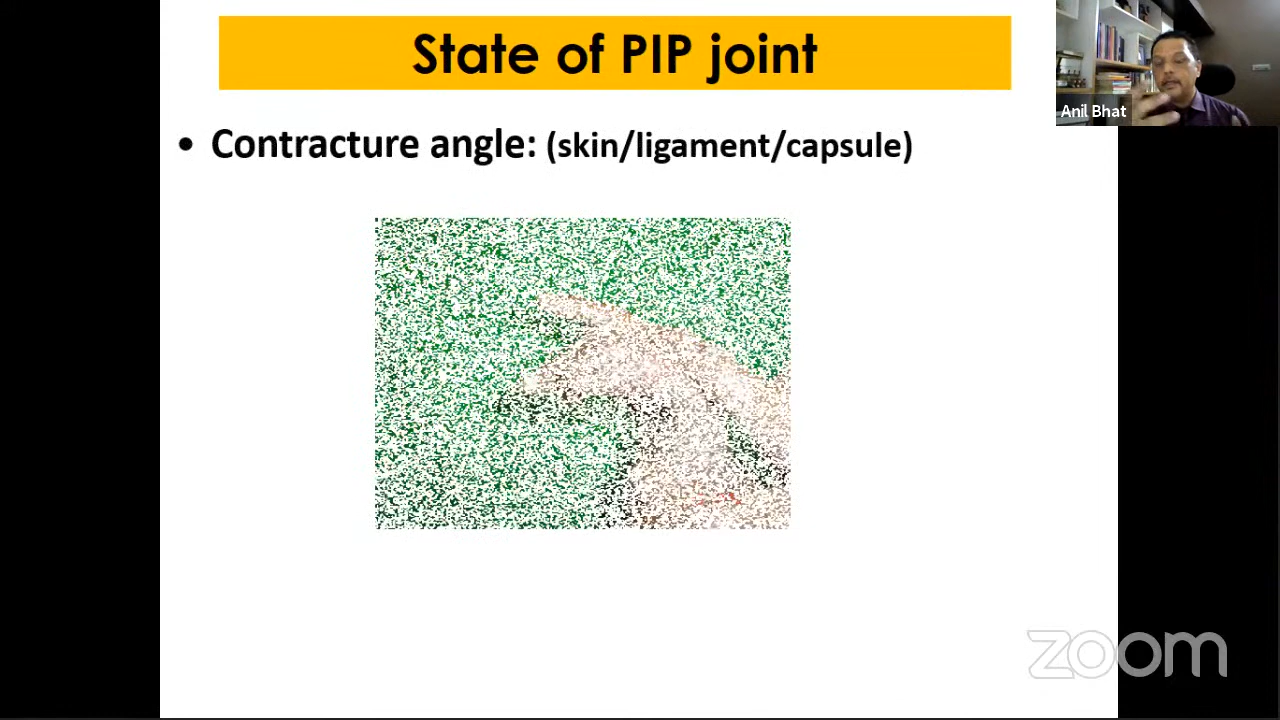 State of PIP joint
Anil Bhat
• Contracture angle: (skin/ligament/capsule)
zoom